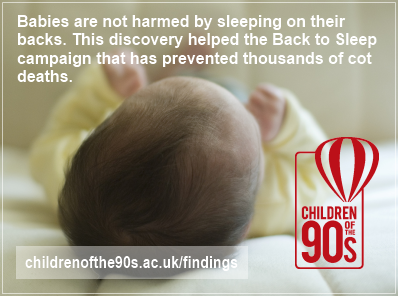 Babies are not harmed by sleeping on their
backs. This discovery helped the Back to Sleep
campaign that has prevented thousands of cot
deaths.
CHILDREN
OF THE
90s
childrenofthe90s.ac.uk/findings